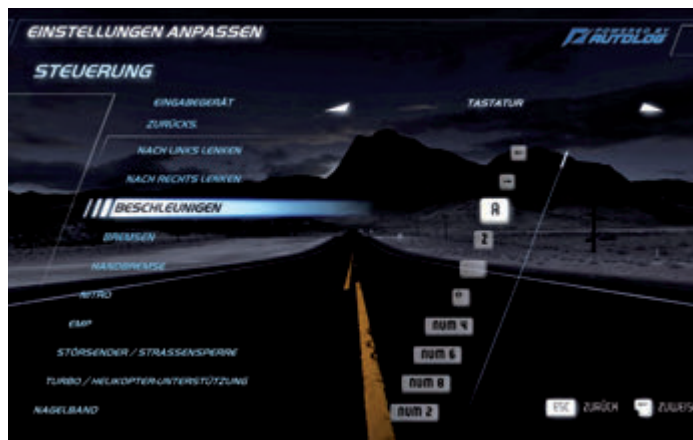 EINSTELLUNGEN ANPASSEN
POWERED BY
AUTOLOG
STEUERUNG
EINGABEGERÄT
TASTATUR
ZURÜCKS.
NACH LINKS LENKEN
NACH RECHTS LENKEN
BESCHLEUNIGEN A
BREMSEN Z
HANDBREMSE
NITRO
EMP NUM 4
STÖRSENDER / STRASSENSPERRE NUM 6
TURBO / HELIKOPTER-UNTERSTÜTZUNG NUM 8
NAGELBAND NUM 2
ESC ZURÜCK ZUWEIS